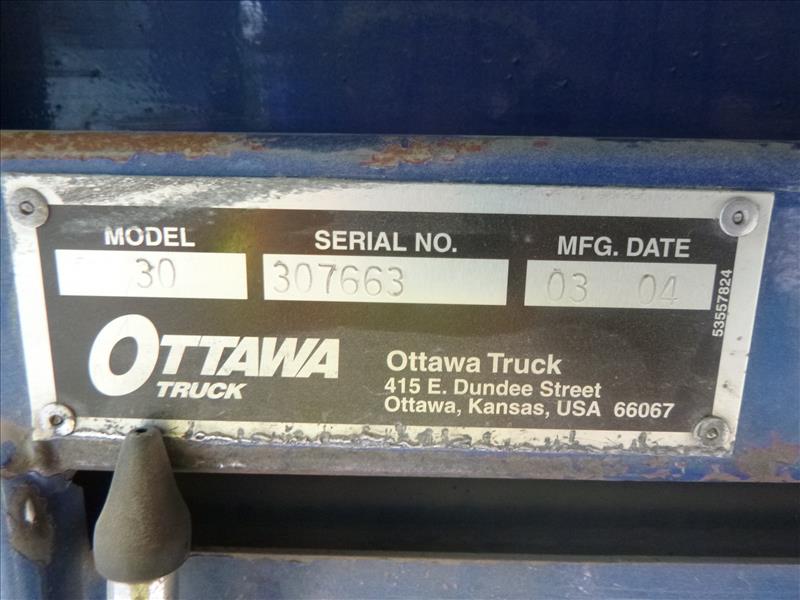 MODEL SERIAL NO. MFG. DATE
30 307663 03 04
53557824
OTTAWA
TRUCK
Ottawa Truck
415 E. Dundee Street
Ottawa, Kansas, USA 66067